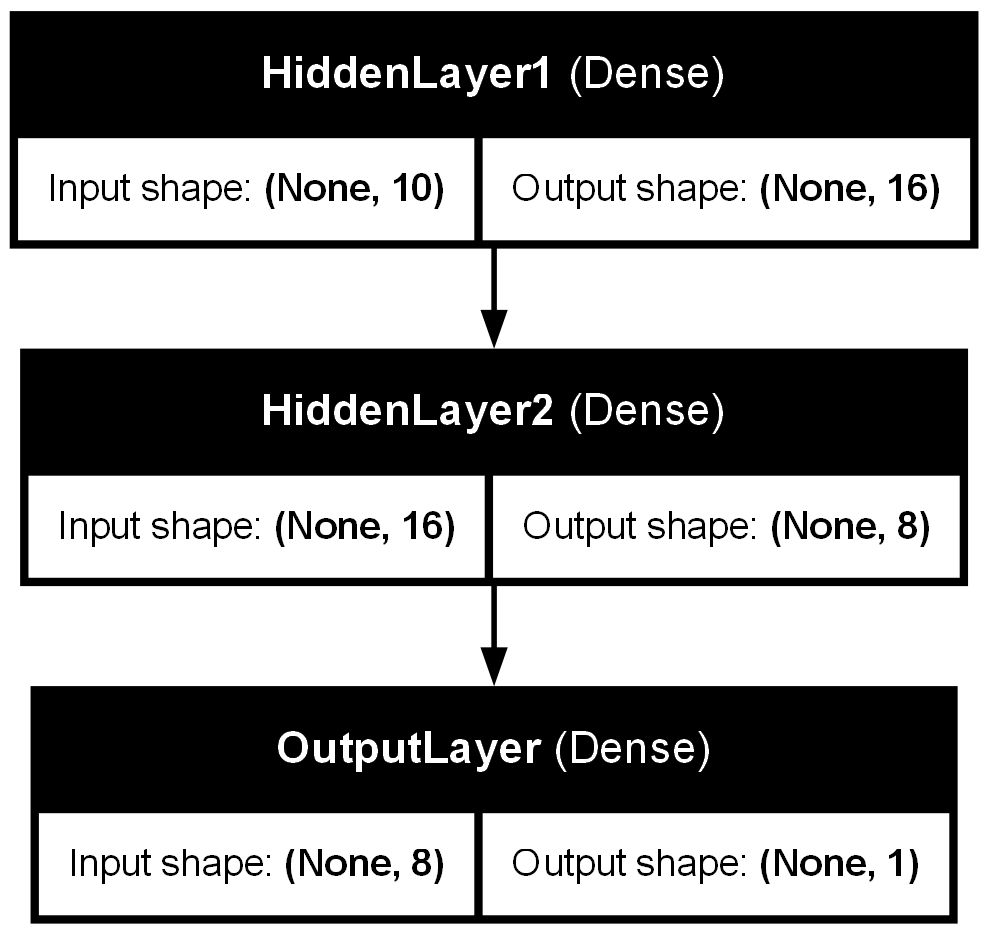 HiddenLayer1 (Dense)
Input shape: (None, 10) Output shape: (None, 16)
HiddenLayer2 (Dense)
Input shape: (None, 16) Output shape: (None, 8)
OutputLayer (Dense)
Input shape: (None, 8) Output shape: (None, 1)